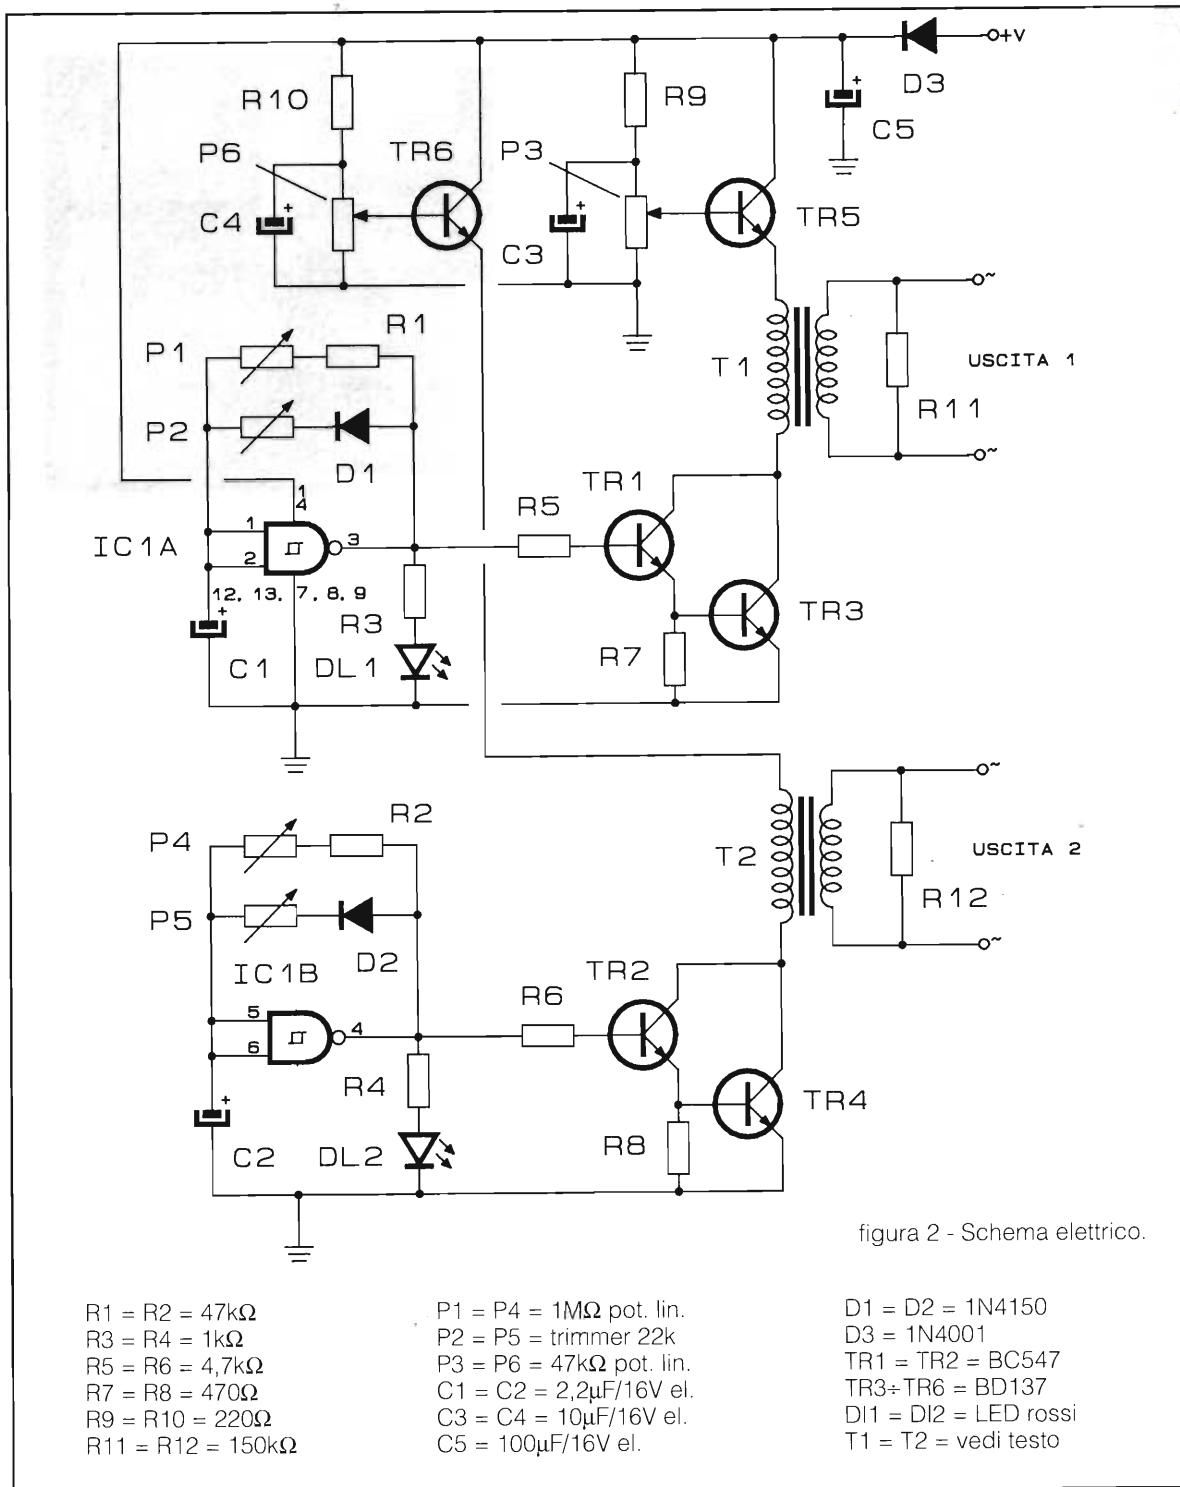 +V
D3
R10
R9
+
C5
P6
TR6
P3
+
C4
+
C3
TR5
~
R1
P1
T1
USCITA 1
R11
P2
D1
~
TR1
R5
1
4
IC1A
1
2
3
12, 13, 7, 8, 9
+
R3
TR3
R7
C1
DL1
~
R2
P4
T2
USCITA 2
R12
P5
D2
~
IC1B
TR2
R6
5
6
4
R4
TR4
+
C2
DL2
R8
figura 2 - Schema elettrico.
R1 = R2 = 47kΩ
R3 = R4 = 1kΩ
R5 = R6 = 4,7kΩ
R7 = R8 = 470Ω
R9 = R10 = 220Ω
R11 = R12 = 150kΩ
P1 = P4 = 1MΩ pot. lin.
P2 = P5 = trimmer 22k
P3 = P6 = 47kΩ pot. lin.
C1 = C2 = 2,2µF/16V el.
C3 = C4 = 10µF/16V el.
C5 = 100µF/16V el.
D1 = D2 = 1N4150
D3 = 1N4001
TR1 = TR2 = BC547
TR3÷TR6 = BD137
Dl1 = Dl2 = LED rossi
T1 = T2 = vedi testo